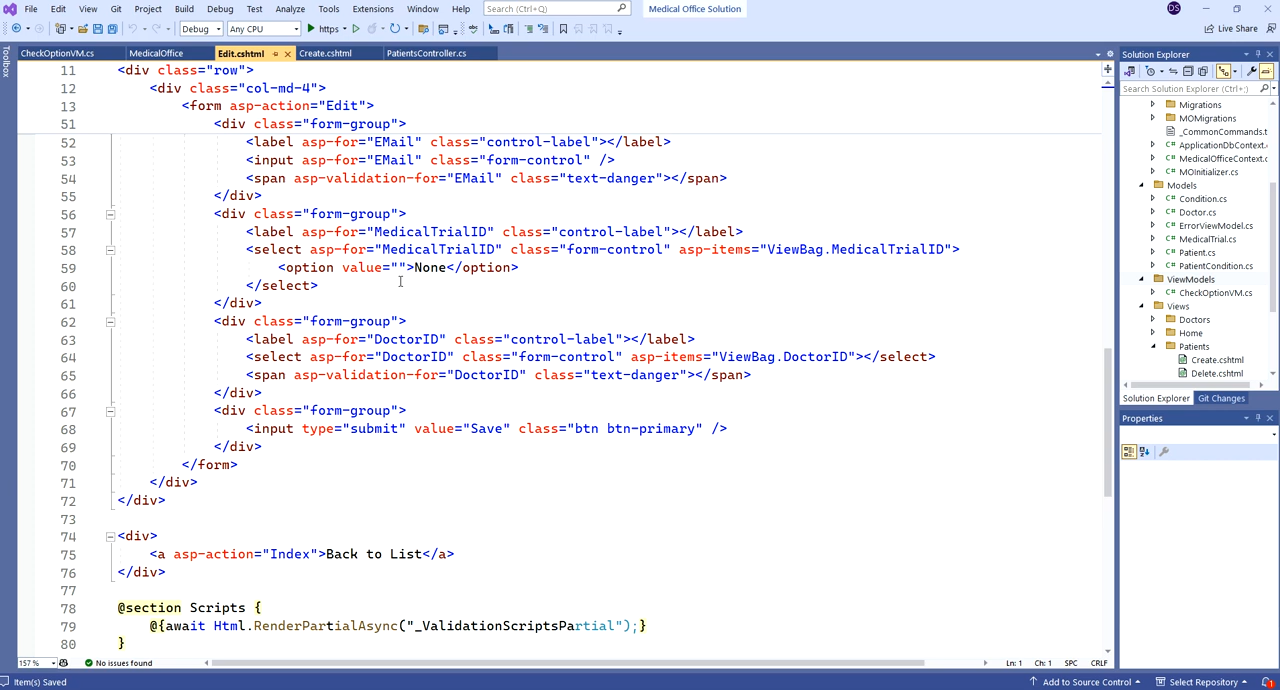 File Edit View Git Project Build Debug Test Analyze Tools Extensions Window Help Search (Ctrl+Q) Medical Office Solution DS
Debug Any CPU https Live Share
Toolbox
CheckOptionVM.cs MedicalOffice Edit.cshtml Create.cshtml PatientsController.cs
11 <div class="row">
12 <div class="col-md-4">
13 <form asp-action="Edit">
51 <div class="form-group">
52 <label asp-for="EMail" class="control-label"></label>
53 <input asp-for="EMail" class="form-control" />
54 <span asp-validation-for="EMail" class="text-danger"></span>
55 </div>
56 <div class="form-group">
57 <label asp-for="MedicalTrialID" class="control-label"></label>
58 <select asp-for="MedicalTrialID" class="form-control" asp-items="ViewBag.MedicalTrialID">
59 <option value="">None</option>
60 </select>
61 </div>
62 <div class="form-group">
63 <label asp-for="DoctorID" class="control-label"></label>
64 <select asp-for="DoctorID" class="form-control" asp-items="ViewBag.DoctorID"></select>
65 <span asp-validation-for="DoctorID" class="text-danger"></span>
66 </div>
67 <div class="form-group">
68 <input type="submit" value="Save" class="btn btn-primary" />
69 </div>
70 </form>
71 </div>
72 </div>
73
74 <div>
75 <a asp-action="Index">Back to List</a>
76 </div>
77
78 @section Scripts {
79 @{await Html.RenderPartialAsync("_ValidationScriptsPartial");}
80 }
157 % No issues found Ln: 1 Ch: 1 SPC CRLF
Solution Explorer
Search Solution Explorer (Ctrl+;)
Migrations
MOMigrations
_CommonCommands.t
C# ApplicationDbContext.
C# MedicalOfficeContext.c
C# MOInitializer.cs
Models
C# Condition.cs
C# Doctor.cs
C# ErrorViewModel.cs
C# MedicalTrial.cs
C# Patient.cs
C# PatientCondition.cs
ViewModels
C# CheckOptionVM.cs
Views
Doctors
Home
Patients
Create.cshtml
Delete.cshtml
Solution Explorer Git Changes
Properties
Item(s) Saved Add to Source Control Select Repository 1